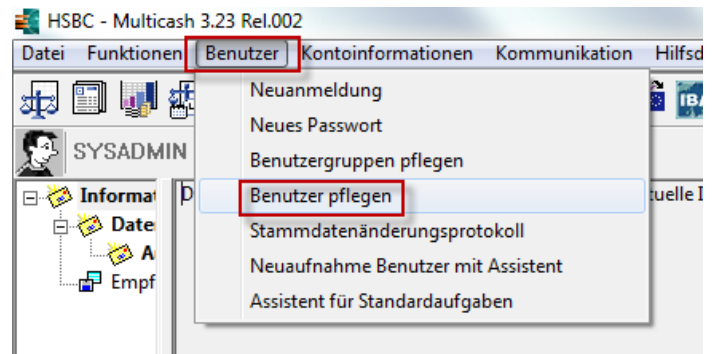 HSBC - Multicash 3.23 Rel.002
Datei Funktionen Benutzer Kontoinformationen Kommunikation
Neuanmeldung
Neues Passwort
SYSADMIN
Benutzergruppen pflegen
Benutzer pflegen
Stammdatenänderungsprotokoll
Neuaufnahme Benutzer mit Assistent
Assistent für Standardaufgaben